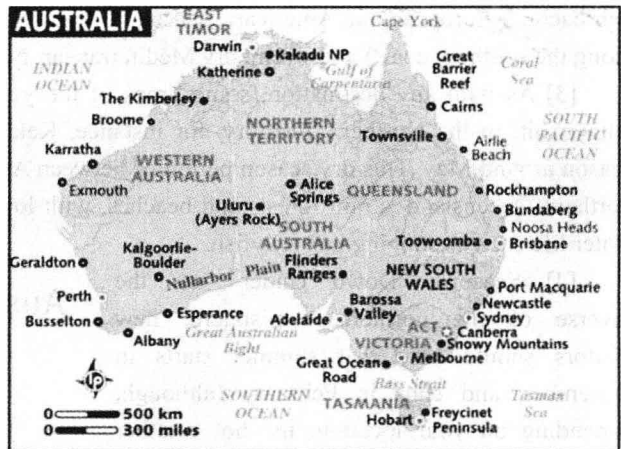 AUSTRALIA
EAST
TIMOR
Cape York
Darwin
Kakadu NP
Great
Barrier
Reef
Coral
Sea
INDIAN
OCEAN
Katherine
Gulf of
Carpentaria
The Kimberley
Cairns
Broome
NORTHERN
TERRITORY
SOUTH
PACIFIC
OCEAN
Townsville
Airlie
Beach
Karratha
WESTERN
AUSTRALIA
Exmouth
Alice
Springs
QUEENSLAND
Rockhampton
Uluru
(Ayers Rock)
Bundaberg
Noosa Heads
SOUTH
AUSTRALIA
Toowoomba
Brisbane
Kalgoorlie-
Boulder
Flinders
Ranges
Geraldton
Nullarbor Plain
NEW SOUTH
WALES
Port Macquarie
Perth
Newcastle
Barossa
Valley
Esperance
Adelaide
Sydney
Busselton
ACT
Canberra
Albany
Great Australian
Bight
VICTORIA
Snowy Mountains
Melbourne
Great Ocean
Road
Bass Strait
SOUTHERN
OCEAN
TASMANIA
Tasman
Sea
0 500 km
0 300 miles
Hobart
Freycinet
Peninsula